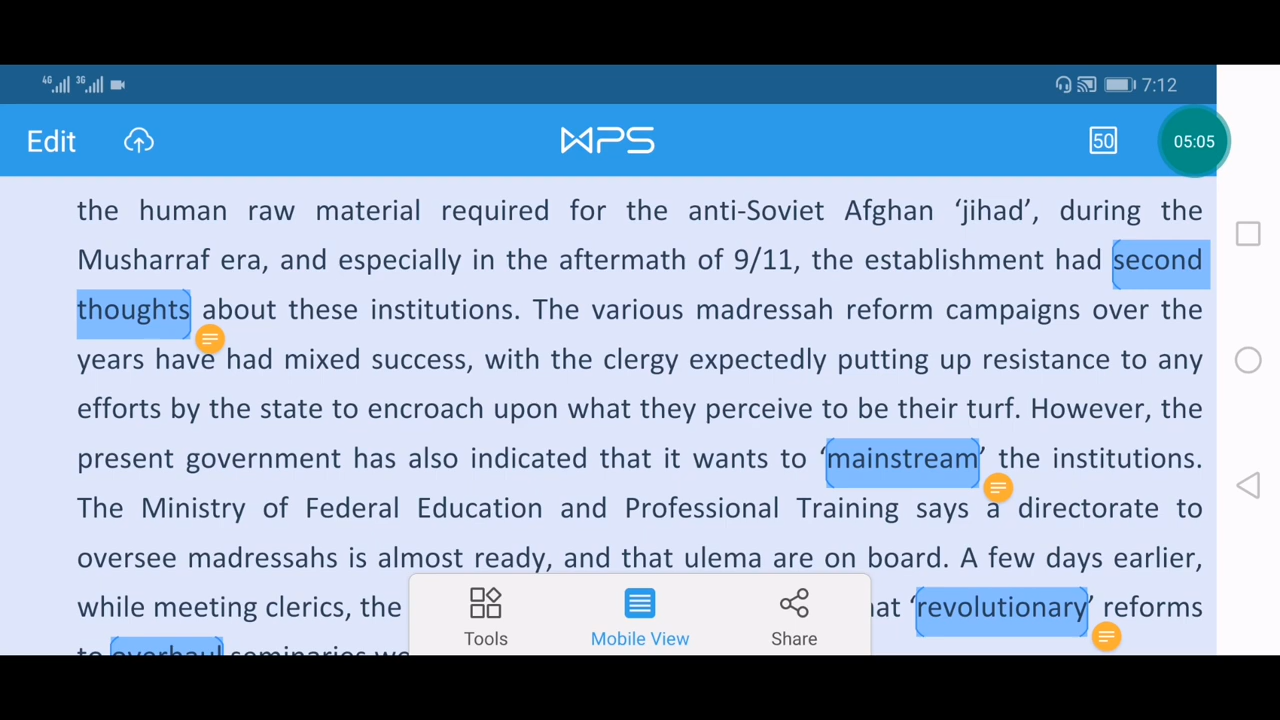 4G 3G 7:12
Edit WPS 50 05:05
the human raw material required for the anti-Soviet Afghan ‘jihad’, during the
Musharraf era, and especially in the aftermath of 9/11, the establishment had second
thoughts about these institutions. The various madressah reform campaigns over the
years have had mixed success, with the clergy expectedly putting up resistance to any
efforts by the state to encroach upon what they perceive to be their turf. However, the
present government has also indicated that it wants to ‘mainstream’ the institutions.
The Ministry of Federal Education and Professional Training says a directorate to
oversee madressahs is almost ready, and that ulema are on board. A few days earlier,
while meeting clerics, the ‘revolutionary’ reforms
to overhaul seminaries
Tools Mobile View Share